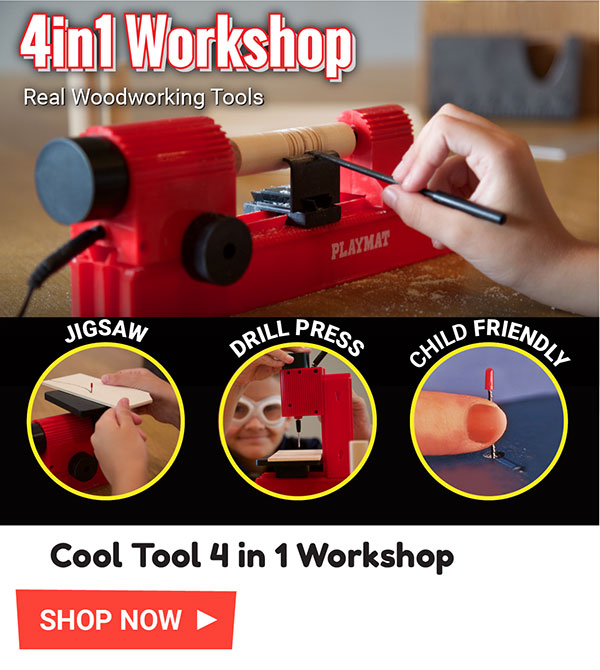 4in1 Workshop
Real Woodworking Tools
PLAYMAT
JIGSAW
DRILL PRESS
CHILD FRIENDLY
Cool Tool 4 in 1 Workshop
SHOP NOW